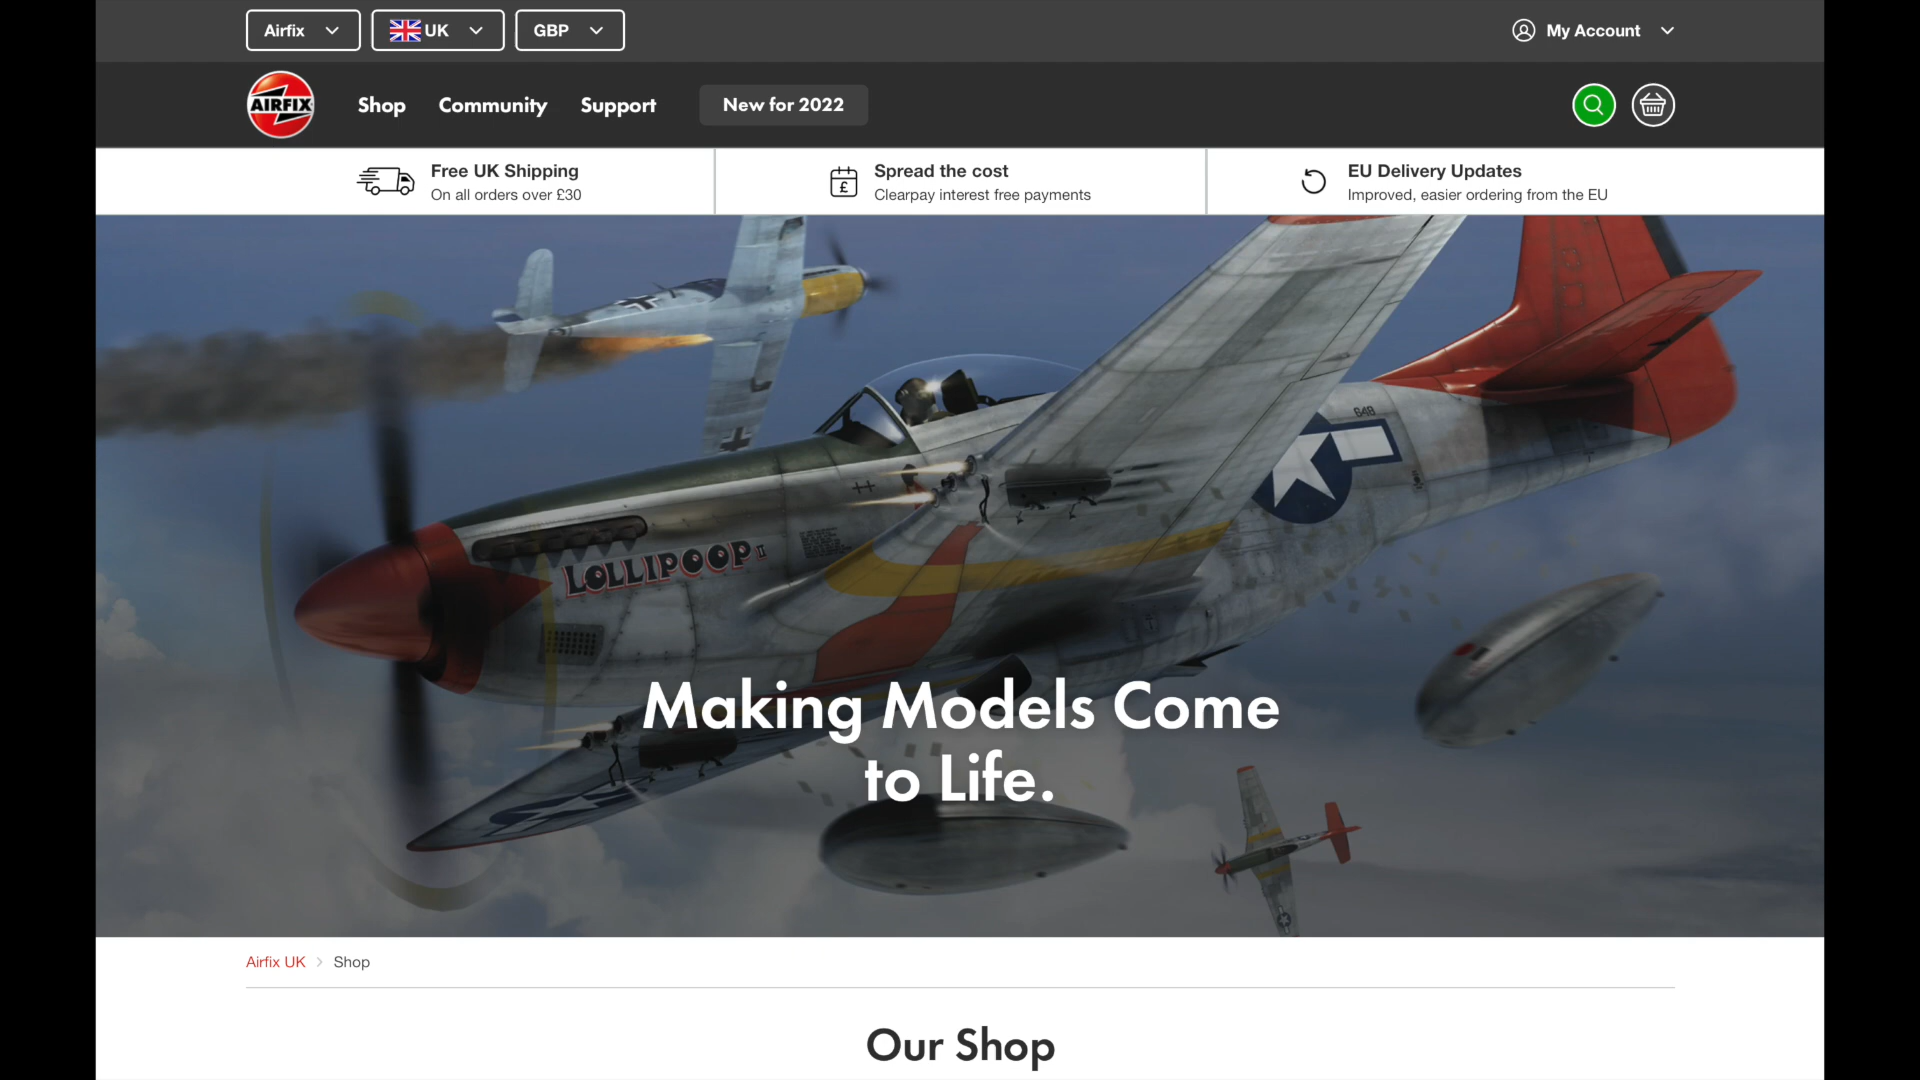 Airfix
UK
GBP
My Account
AIRFIX
Shop
Community
Support
New for 2022
Free UK Shipping
On all orders over £30
Spread the cost
Clearpay interest free payments
EU Delivery Updates
Improved, easier ordering from the EU
648
LOLLIPOOP II
Making Models Come
to Life.
Airfix UK > Shop
Our Shop